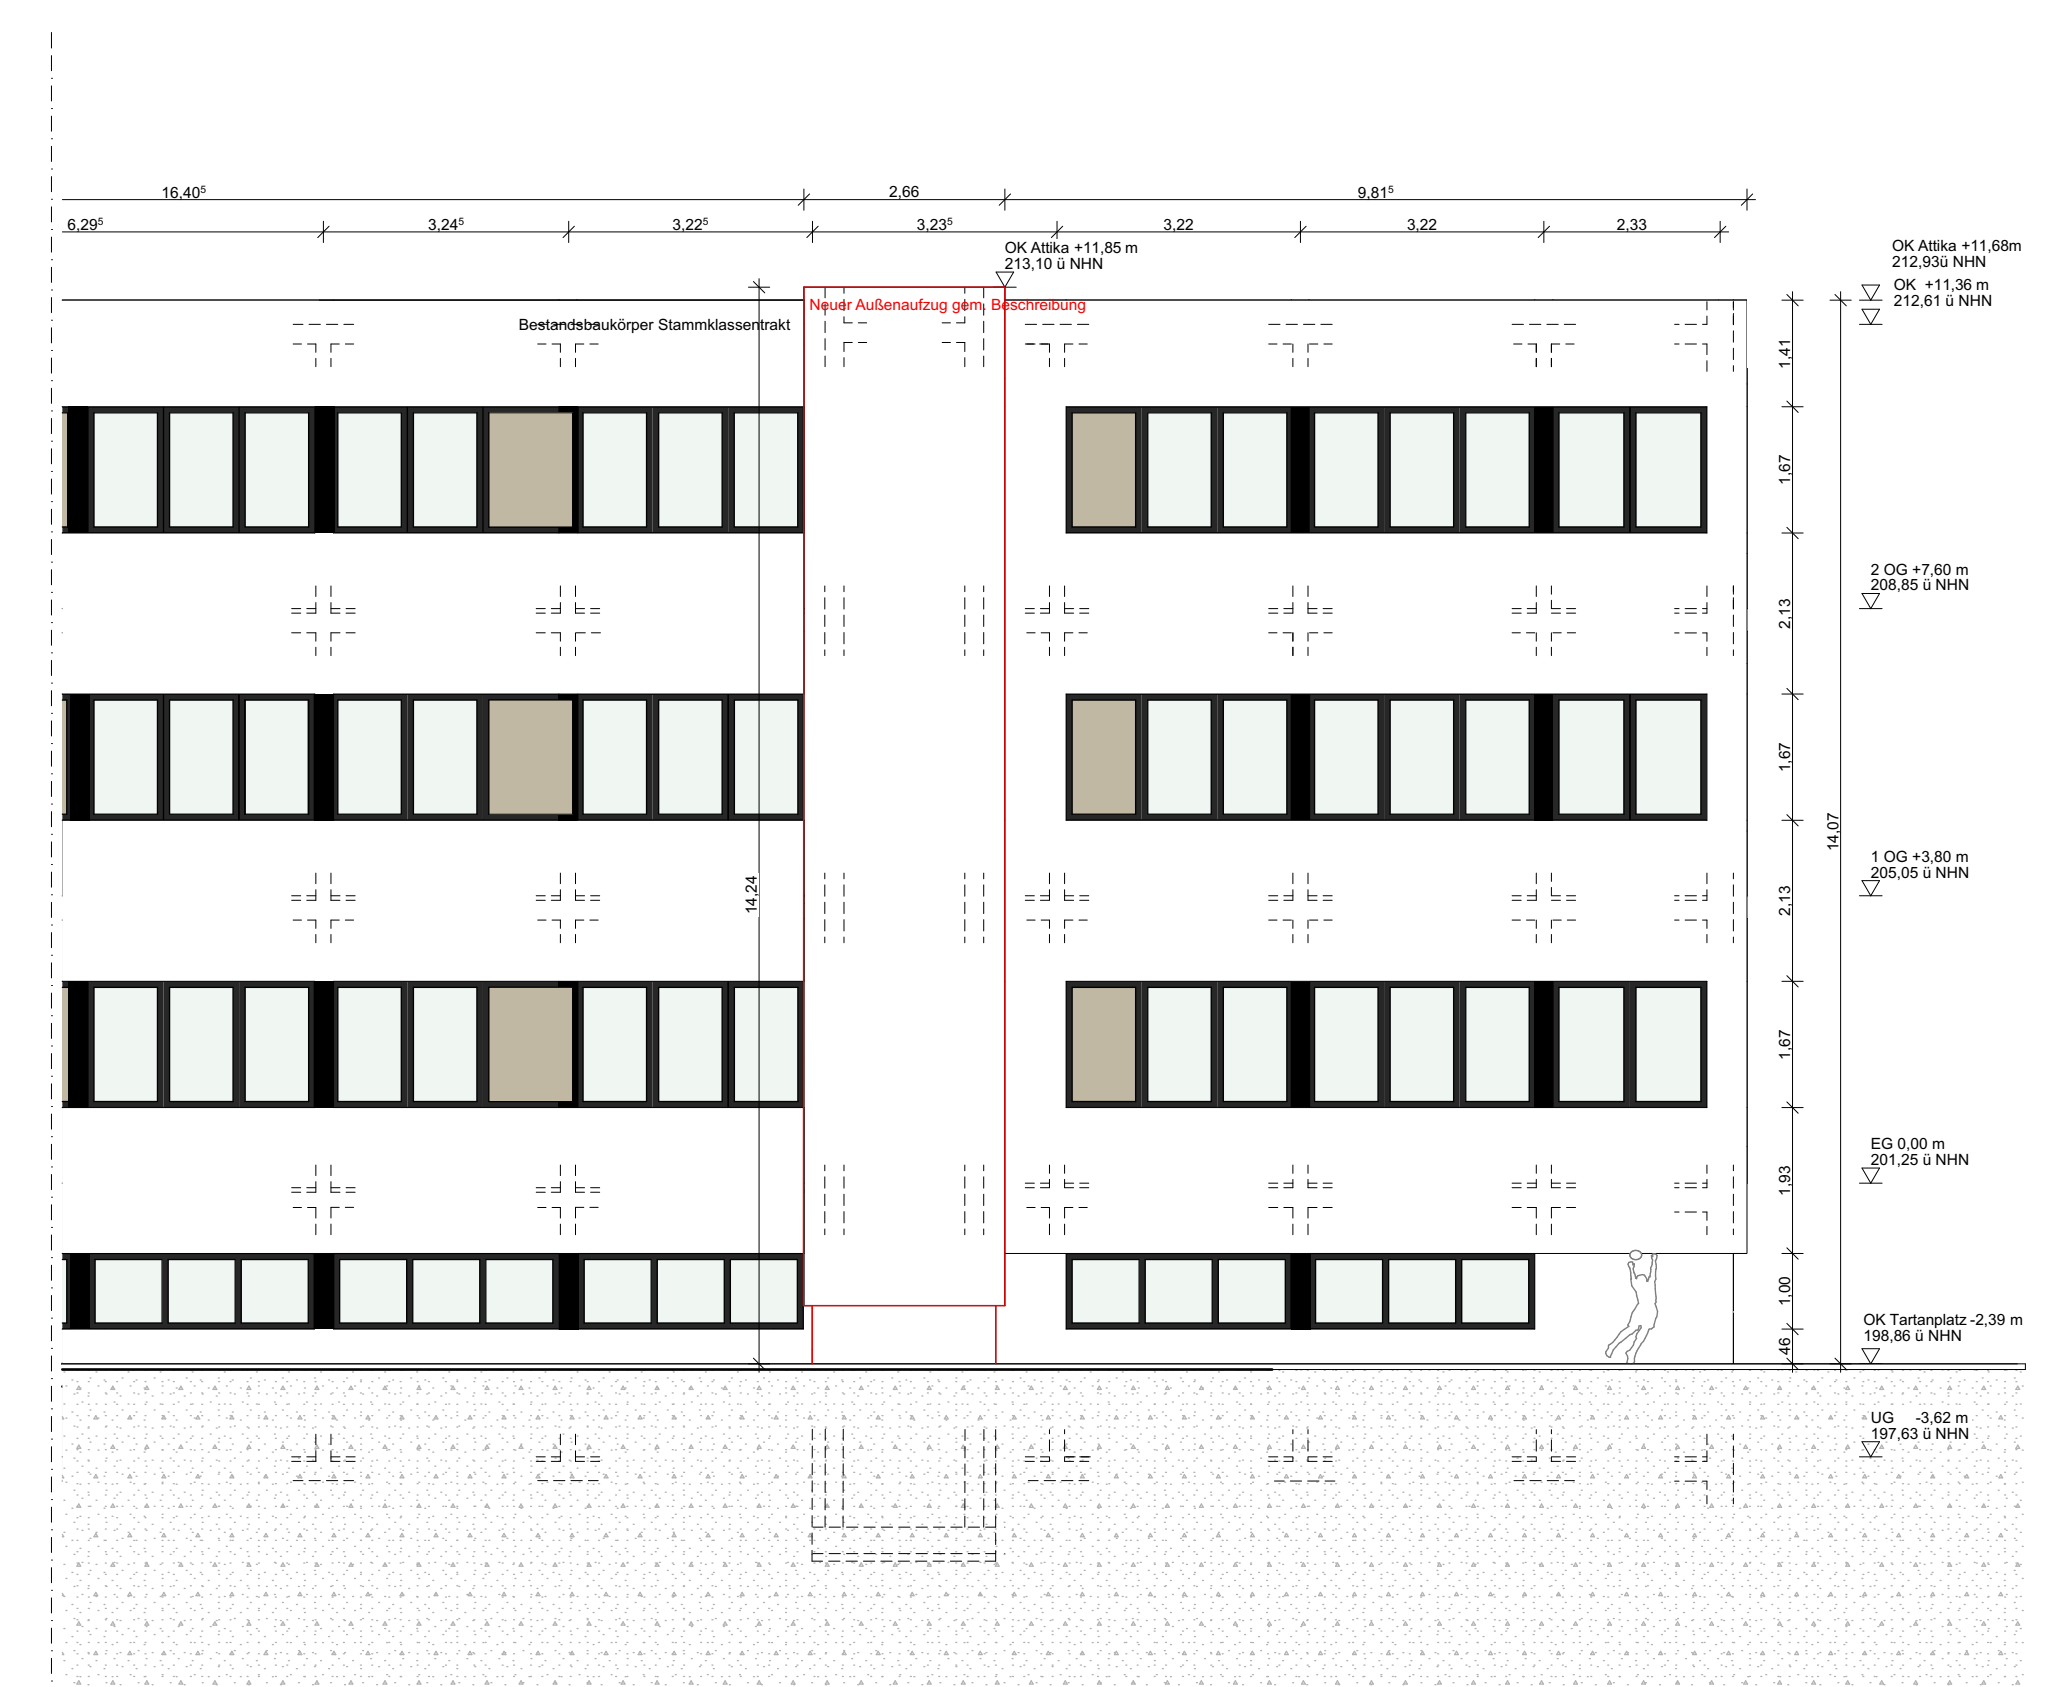 16,40⁵
2,66
9,81⁵
6,29⁵
3,24⁵
3,22⁵
3,23⁵
3,22
3,22
2,33
OK Attika +11,85 m
213,10 ü NHN
OK Attika +11,68m
212,93ü NHN
OK +11,36 m
212,61 ü NHN
Neuer Außenaufzug gem. Beschreibung
Bestandsbaukörper Stammklassentrakt
1,41
1,67
2 OG +7,60 m
208,85 ü NHN
2,13
1,67
14,07
1 OG +3,80 m
205,05 ü NHN
14,24
2,13
1,67
EG 0,00 m
201,25 ü NHN
1,93
1,00
OK Tartanplatz -2,39 m
198,86 ü NHN
46
UG -3,62 m
197,63 ü NHN